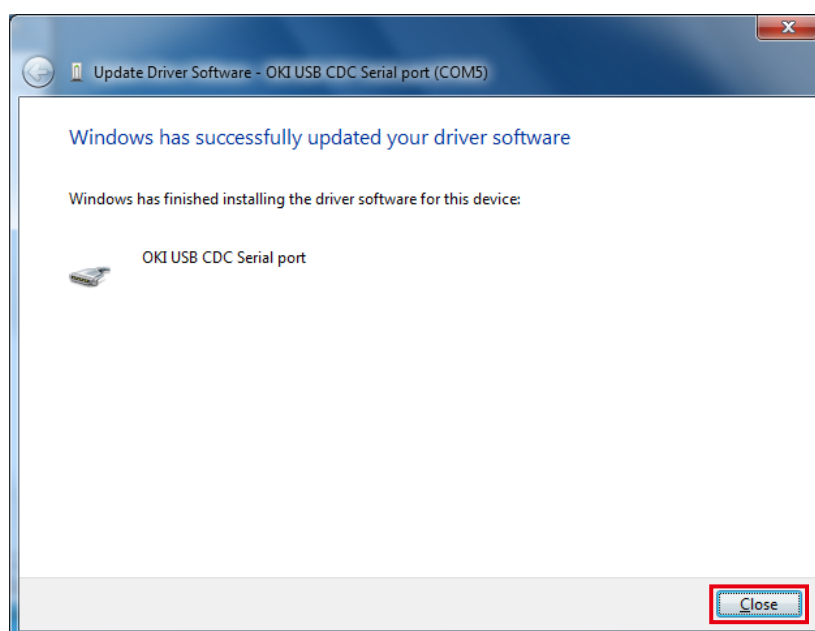 Update Driver Software - OKI USB CDC Serial port (COM5)
Windows has successfully updated your driver software
Windows has finished installing the driver software for this device:
OKI USB CDC Serial port
Close